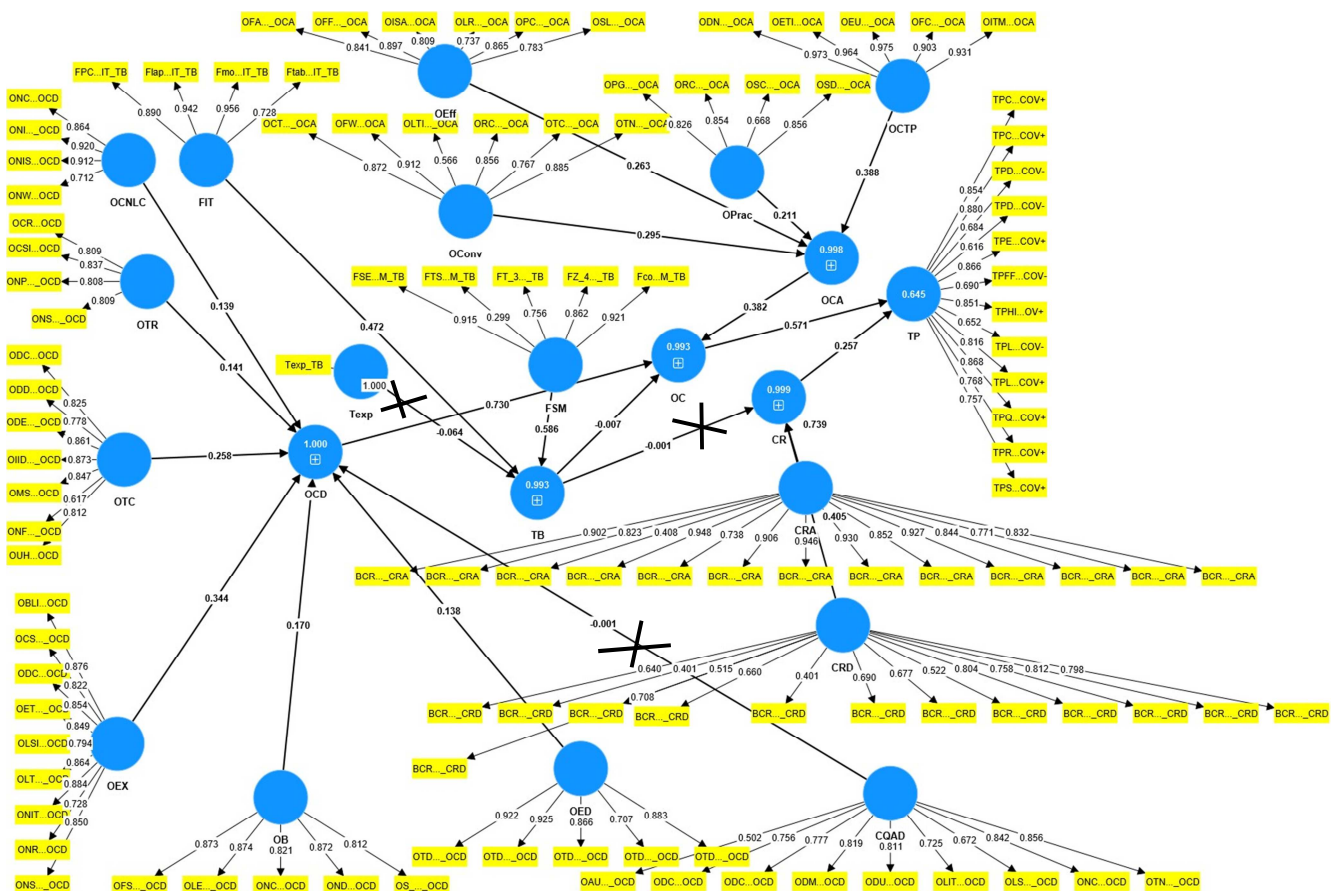 OFA..._OCA OFF..._OCA OISA...OCA OLR..._OCA OPC..._OCA OSL..._OCA
0.841 0.897 0.809 0.737 0.865 0.783
OEff
ODN..._OCA OETI...OCA OEU..._OCA OFC..._OCA OITM...OCA
0.973 0.964 0.975 0.903 0.931
OCTP
FPC...IT_TB Flap...IT_TB Fmo...IT_TB Ftab...IT_TB
0.890 0.942 0.956 0.728
FIT
OPG..._OCA ORC..._OCA OSC..._OCA OSD..._OCA
0.826 0.854 0.668 0.856
OPrac
ONC...OCD
ONI..._OCD
ONIS...OCD
ONW...OCD
0.864
0.920
0.912
0.712
OCNLC
OCT..._OCA OFW...OCA OLTI..._OCA ORC..._OCA OTC..._OCA OTN..._OCA
0.872 0.912 0.566 0.856 0.767 0.885
OConv
0.263
0.388
0.211
0.295
0.998
OCA
TPC...COV+
TPC...COV+
TPD...COV-
TPD...COV-
TPE...COV+
TPFF...COV-
TPHI...OV+
TPL...COV-
TPL...COV+
TPQ...COV+
TPR...COV+
TPS...COV+
0.854
0.880
0.684
0.616
0.866
0.690
0.851
0.652
0.816
0.868
0.768
0.757
0.645
TP
OCR...OCD
OCSI...OCD
ONP..._OCD
ONS..._OCD
0.809
0.837
0.808
0.809
OTR
FSE...M_TB FTS...M_TB FT_3..._TB FZ_4..._TB Fco...M_TB
0.915 0.299 0.756 0.862 0.921
FSM
0.139
0.472
0.141
0.382
0.571
0.257
Texp_TB
1.000
Texp
0.993
OC
0.999
CR
0.730
0.586
-0.007
-0.064
-0.001
0.739
ODC...OCD
ODD...OCD
ODE..._OCD
OIID..._OCD
OMS...OCD
ONF..._OCD
OUH...OCD
0.825
0.778
0.861
0.873
0.847
0.617
0.812
OTC
0.258
1.000
OCD
0.993
TB
CRA
0.405
0.902 0.823 0.408 0.948 0.738 0.906 0.946 0.930 0.852 0.927 0.844 0.771 0.832
BCR..._CRA BCR..._CRA BCR..._CRA BCR..._CRA BCR..._CRA BCR..._CRA BCR..._CRA BCR..._CRA BCR..._CRA BCR..._CRA BCR..._CRA BCR..._CRA BCR..._CRA
0.344
0.170
0.138
-0.001
CRD
0.640 0.401 0.515 0.708 0.660 0.401 0.690 0.677 0.522 0.804 0.758 0.812 0.798
BCR..._CRD BCR..._CRD BCR..._CRD BCR..._CRD BCR..._CRD BCR..._CRD BCR..._CRD BCR..._CRD BCR..._CRD BCR..._CRD BCR..._CRD BCR..._CRD
BCR..._CRD
OBLI...OCD
OCS..._OCD
ODC...OCD
OET..._OCD
OLSI...OCD
OLT..._OCD
ONIT...OCD
ONR...OCD
ONS..._OCD
0.876
0.822
0.854
0.849
0.794
0.864
0.884
0.728
0.850
OEX
OB
0.873 0.874 0.821 0.872 0.812
OFS..._OCD OLE..._OCD ONC...OCD OND...OCD OS_..._OCD
OED
0.922 0.925 0.866 0.707 0.883
OTD..._OCD OTD..._OCD OTD..._OCD OTD..._OCD OTD..._OCD
CQAD
0.502 0.756 0.777 0.819 0.811 0.725 0.672 0.842 0.856
OAU..._OCD ODC...OCD ODC...OCD ODM...OCD ODU...OCD OLIT...OCD OLS..._OCD ONC...OCD OTN..._OCD